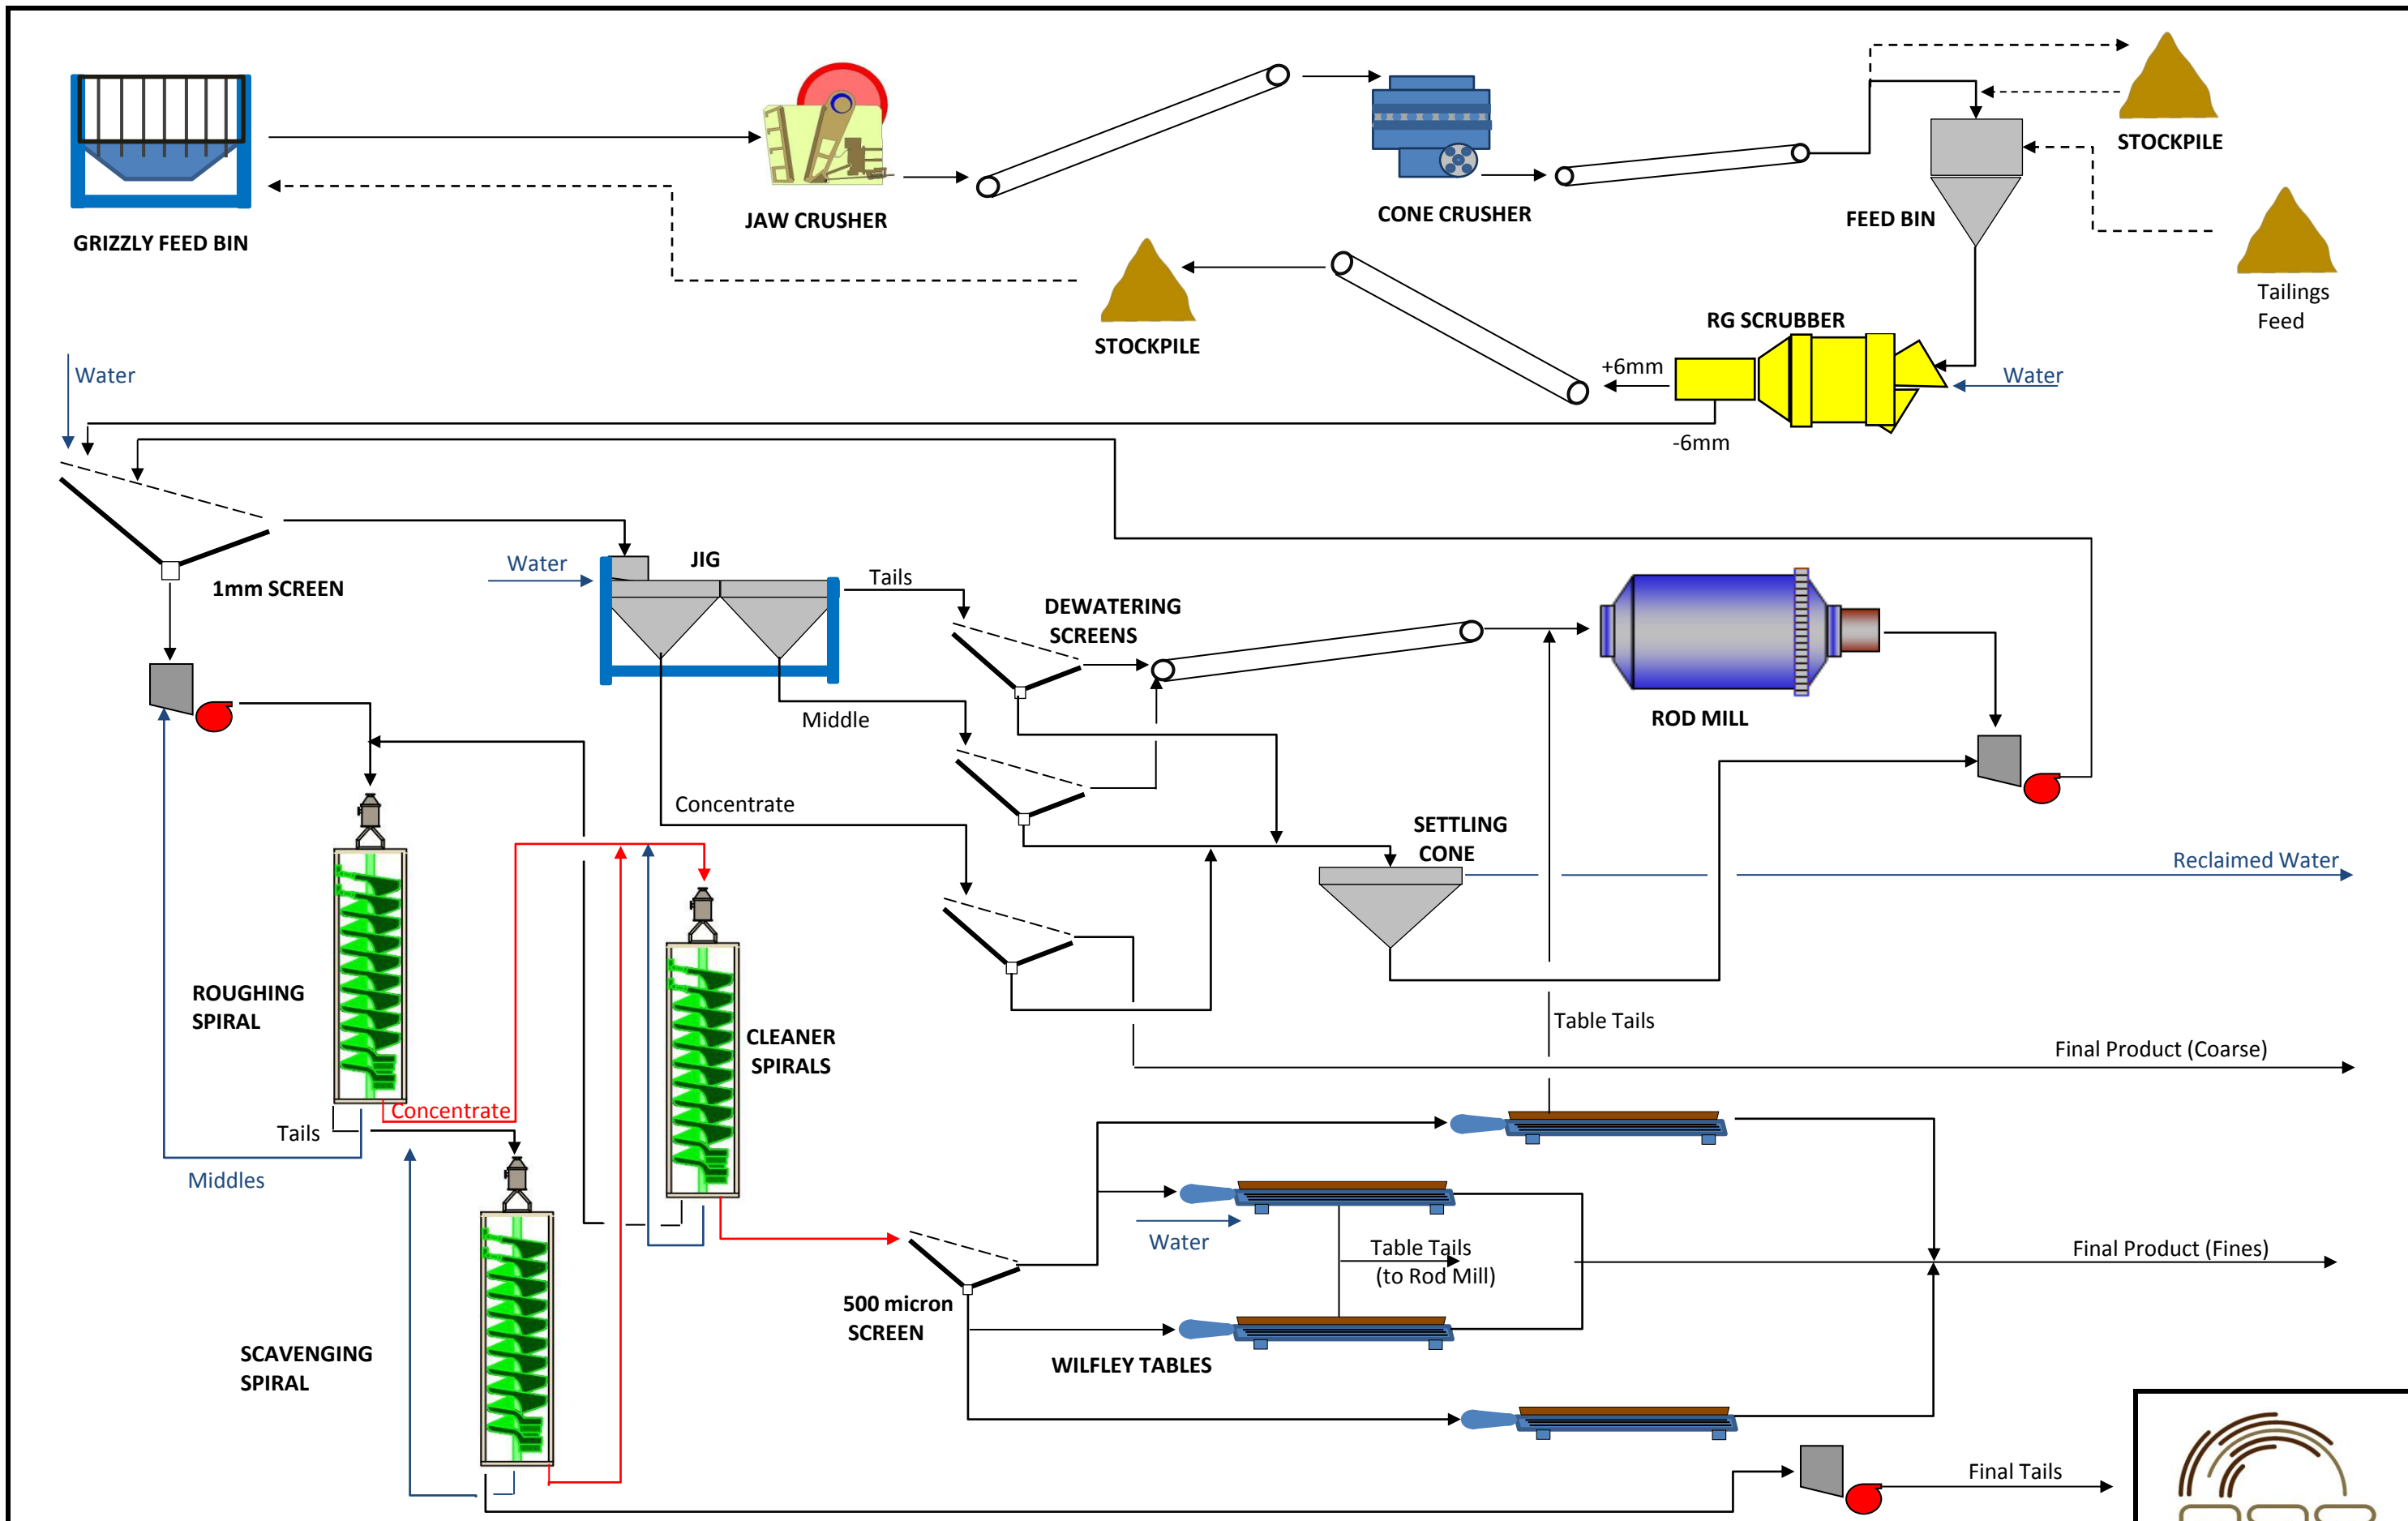 STOCKPILE
JAW CRUSHER
CONE CRUSHER
FEED BIN
GRIZZLY FEED BIN
Tailings
Feed
RG SCRUBBER
STOCKPILE
+6mm
Water
Water
-6mm
JIG
Water
Tails
1mm SCREEN
DEWATERING
SCREENS
Middle
ROD MILL
Concentrate
SETTLING
CONE
Reclaimed Water
ROUGHING
SPIRAL
CLEANER
SPIRALS
Table Tails
Final Product (Coarse)
Concentrate
Tails
Middles
Water
Table Tails
(to Rod Mill)
Final Product (Fines)
500 micron
SCREEN
WILFLEY TABLES
SCAVENGING
SPIRAL
Final Tails